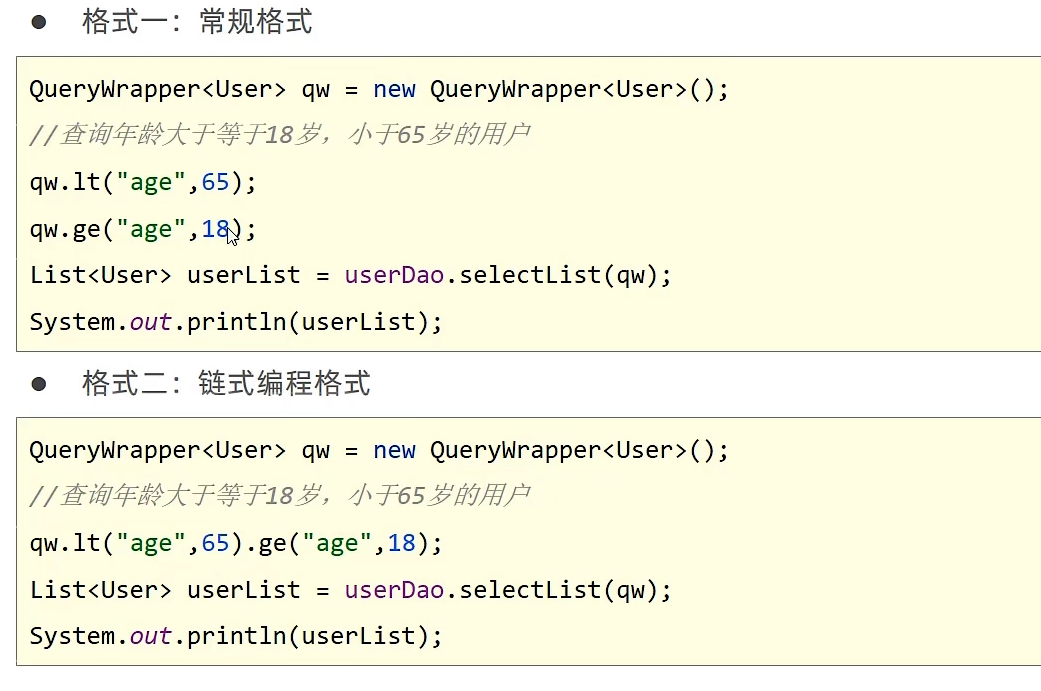 ● 格式一：常规格式
QueryWrapper<User> qw = new QueryWrapper<User>();
//查询年龄大于等于18岁，小于65岁的用户
qw.lt("age",65);
qw.ge("age",18);
List<User> userList = userDao.selectList(qw);
System.out.println(userList);
● 格式二：链式编程格式
QueryWrapper<User> qw = new QueryWrapper<User>();
//查询年龄大于等于18岁，小于65岁的用户
qw.lt("age",65).ge("age",18);
List<User> userList = userDao.selectList(qw);
System.out.println(userList);